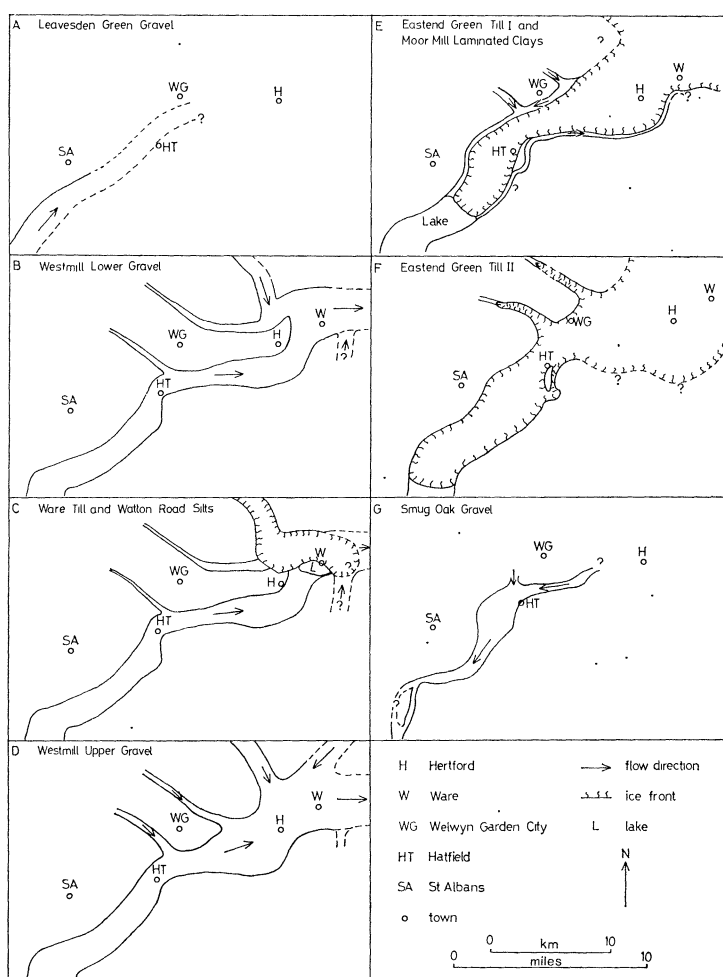 A Leavesden Green Gravel
WG
H
?
HT
SA
B Westmill Lower Gravel
W
WG
H
?
HT
SA
C Ware Till and Watton Road Silts
W
?
L
WG
H
?
HT
SA
D Westmill Upper Gravel
W
WG
H
HT
SA
E Eastend Green Till I and
Moor Mill Laminated Clays
?
W
WG
H
?
HT
SA
?
Lake
F Eastend Green Till II
W
WG
H
HT
?
?
SA
G Smug Oak Gravel
WG
?
H
HT
SA
?
H Hertford
W Ware
WG Welwyn Garden City
HT Hatfield
SA St Albans
o town
flow direction
ice front
L lake
N
0 km 10
0 miles 10